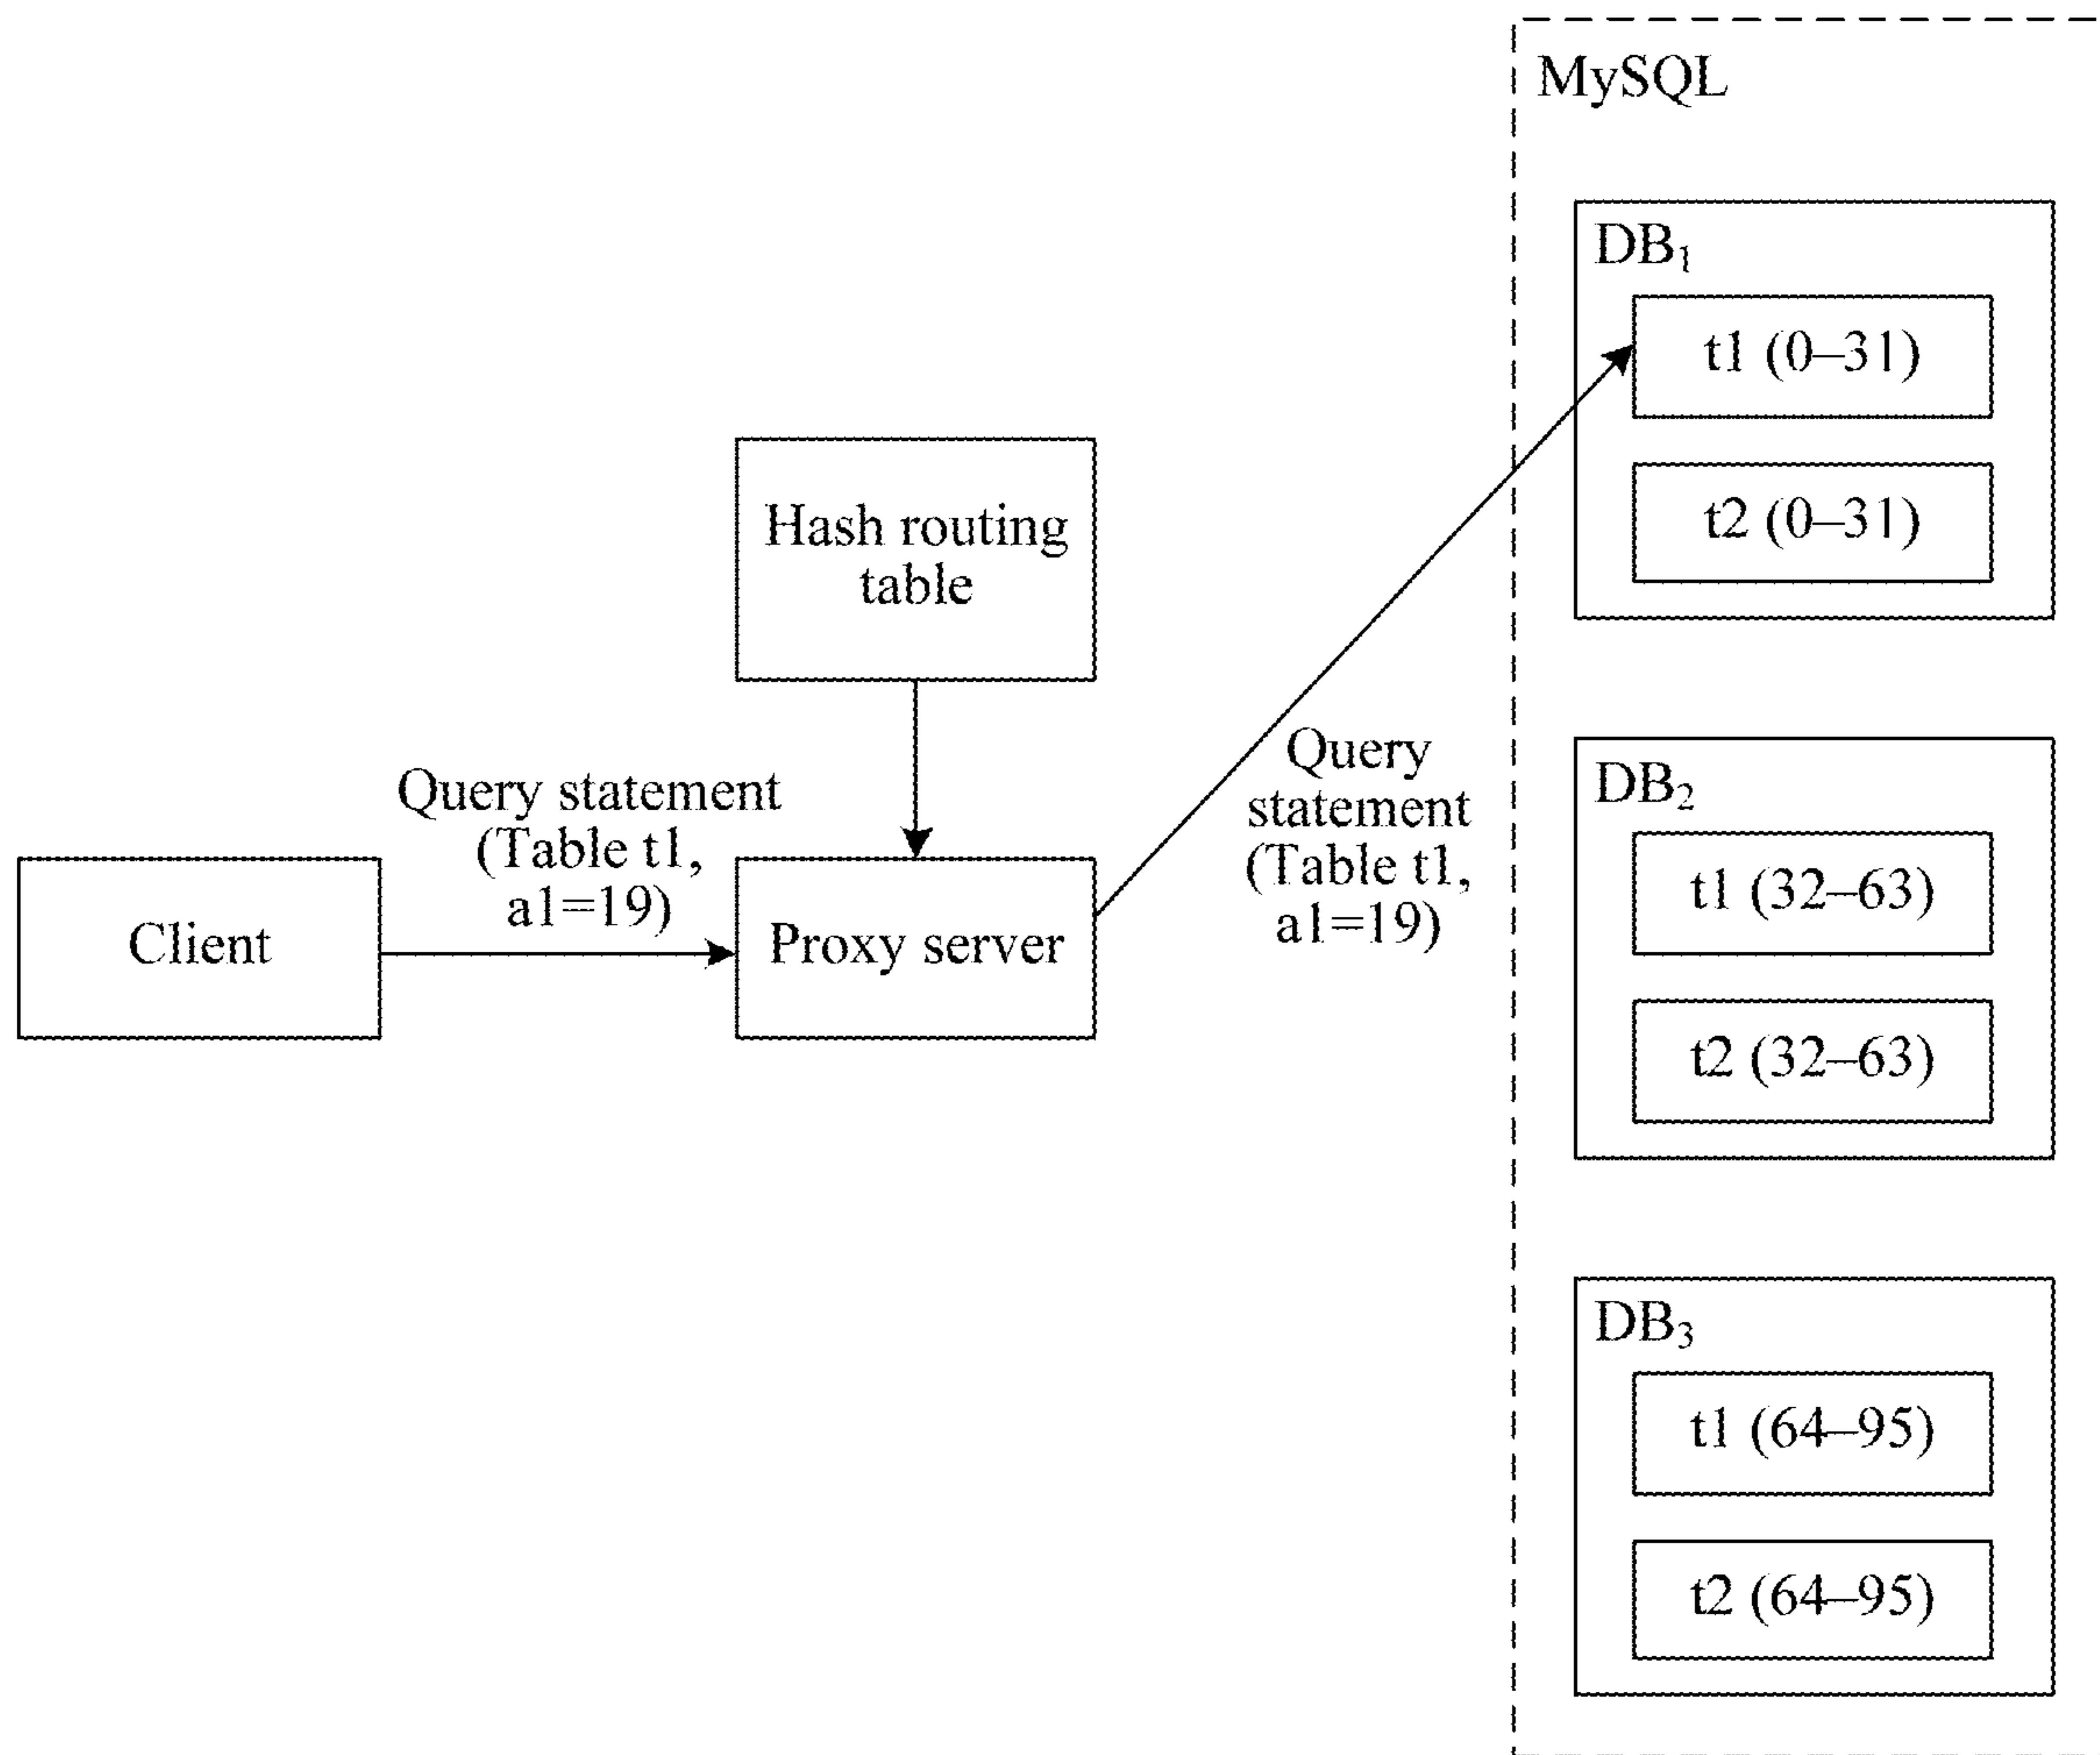 MySQL
DB₁
t1 (0–31)
t2 (0–31)
Hash routing
table
Query statement
(Table t1,
a1=19)
Client
Proxy server
Query
statement
(Table t1,
a1=19)
DB₂
t1 (32–63)
t2 (32–63)
DB₃
t1 (64–95)
t2 (64–95)